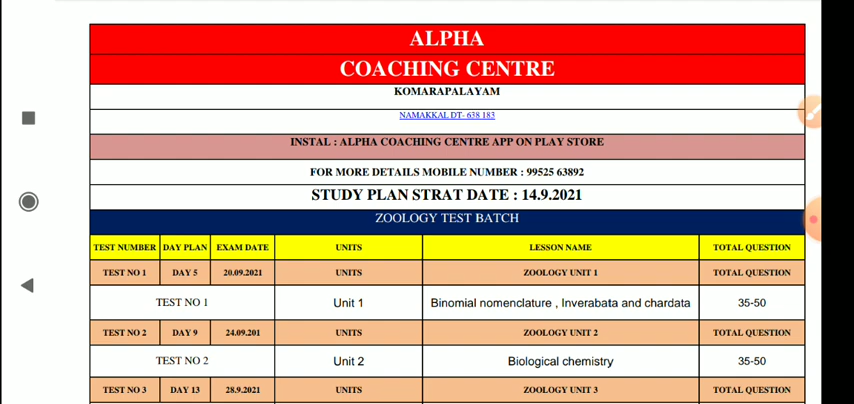 ALPHA
COACHING CENTRE
KOMARAPALAYAM
NAMAKKAL DT- 638 183
INSTAL : ALPHA COACHING CENTRE APP ON PLAY STORE
FOR MORE DETAILS MOBILE NUMBER : 99525 63892
STUDY PLAN STRAT DATE : 14.9.2021
ZOOLOGY TEST BATCH
TEST NUMBER DAY PLAN EXAM DATE UNITS LESSON NAME TOTAL QUESTION
TEST NO 1 DAY 5 20.09.2021 UNITS ZOOLOGY UNIT 1 TOTAL QUESTION
TEST NO 1 Unit 1 Binomial nomenclature , Inverabata and chardata 35-50
TEST NO 2 DAY 9 24.09.201 UNITS ZOOLOGY UNIT 2 TOTAL QUESTION
TEST NO 2 Unit 2 Biological chemistry 35-50
TEST NO 3 DAY 13 28.9.2021 UNITS ZOOLOGY UNIT 3 TOTAL QUESTION